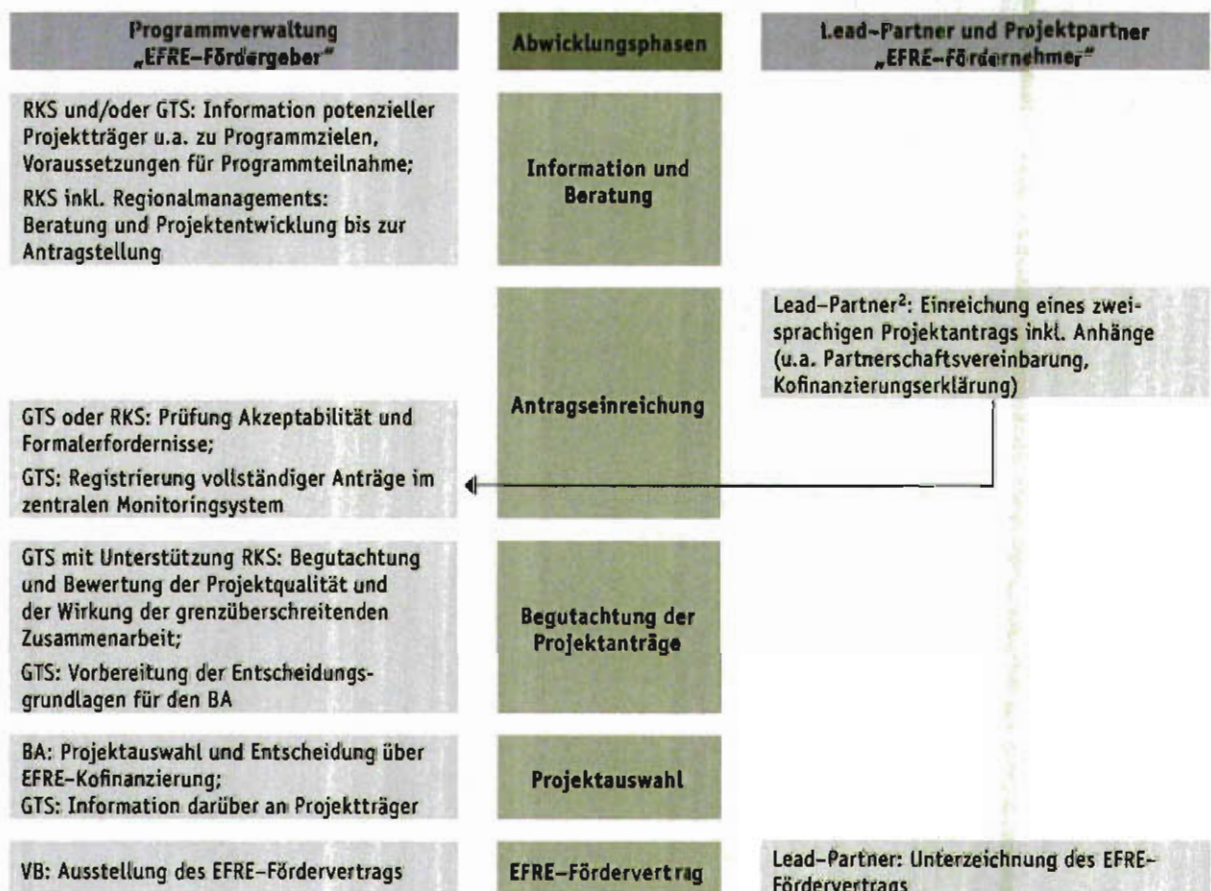 Programmverwaltung
„EFRE–Fördergeber“
Abwicklungsphasen
Lead–Partner und Projektpartner
„EFRE–Fördernehmer“
RKS und/oder GTS: Information potenzieller
Projektträger u.a. zu Programmzielen,
Voraussetzungen für Programmteilnahme;
RKS inkl. Regionalmanagements:
Beratung und Projektentwicklung bis zur
Antragstellung
Information und
Beratung
Lead–Partner²: Einreichung eines zwei-
sprachigen Projektantrags inkl. Anhänge
(u.a. Partnerschaftsvereinbarung,
Kofinanzierungserklärung)
Antragseinreichung
GTS oder RKS: Prüfung Akzeptabilität und
Formalerfordernisse;
GTS: Registrierung vollständiger Anträge im
zentralen Monitoringsystem
GTS mit Unterstützung RKS: Begutachtung
und Bewertung der Projektqualität und
der Wirkung der grenzüberschreitenden
Zusammenarbeit;
GTS: Vorbereitung der Entscheidungs-
grundlagen für den BA
Begutachtung der
Projektanträge
BA: Projektauswahl und Entscheidung über
EFRE–Kofinanzierung;
GTS: Information darüber an Projektträger
Projektauswahl
VB: Ausstellung des EFRE–Fördervertrags
EFRE–Fördervertrag
Lead–Partner: Unterzeichnung des EFRE–
Fördervertrags